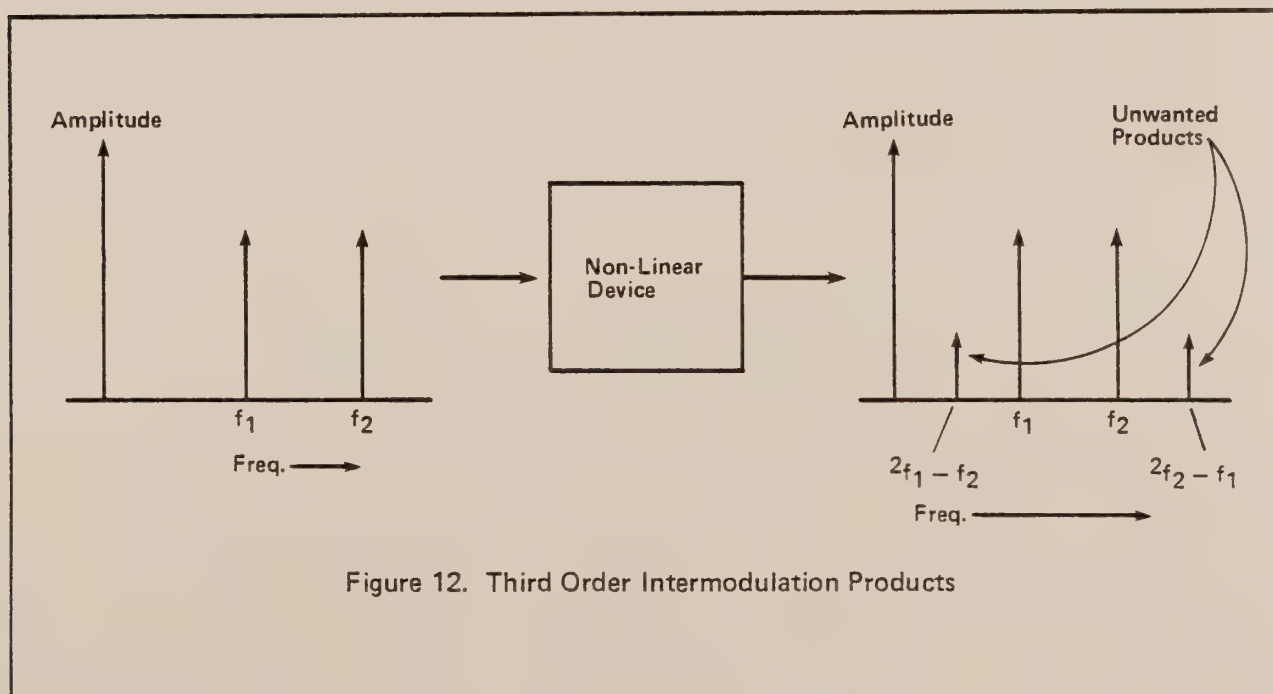 Amplitude
f₁
f₂
Freq.
Non-Linear
Device
Amplitude
Unwanted
Products
f₁
f₂
2f₁ – f₂
2f₂ – f₁
Freq.
Figure 12. Third Order Intermodulation Products